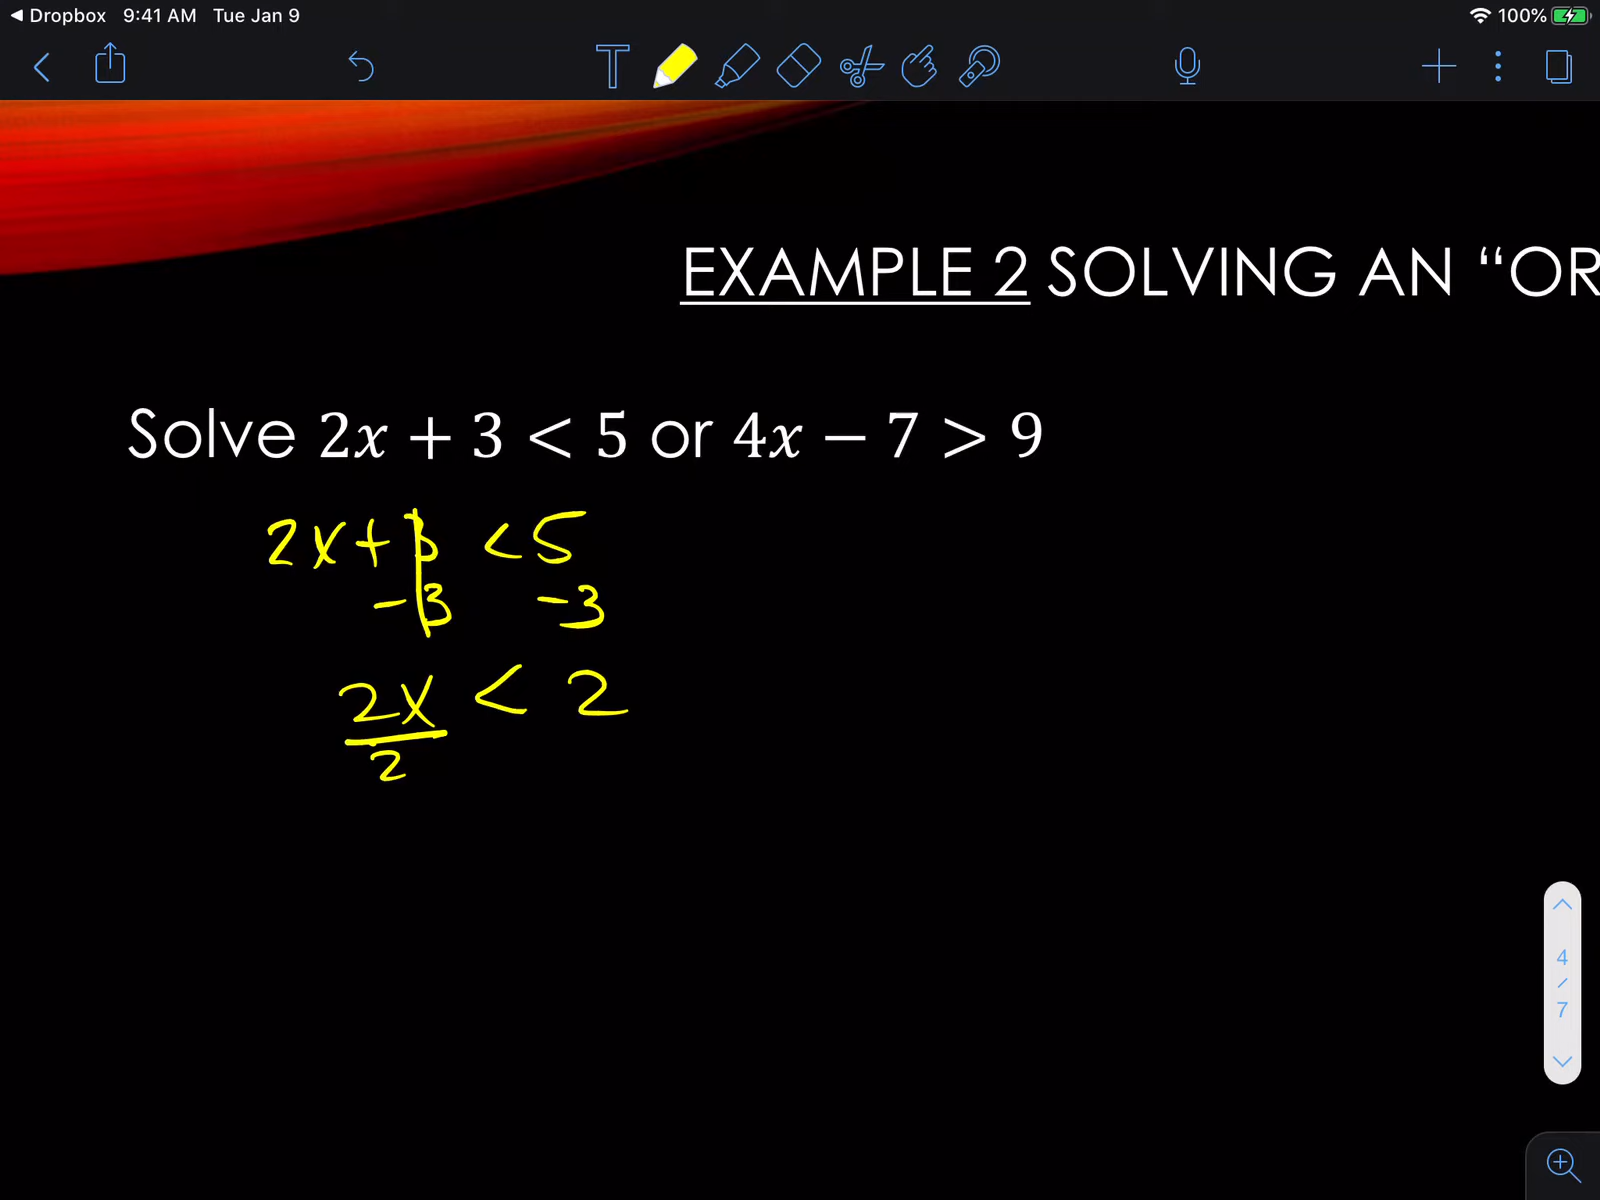 Dropbox 9:41 AM Tue Jan 9 100%
T
EXAMPLE 2 SOLVING AN “OR
Solve 2x + 3 < 5 or 4x − 7 > 9
2x+3 <5
-3 -3
2x < 2
2
4
/
7